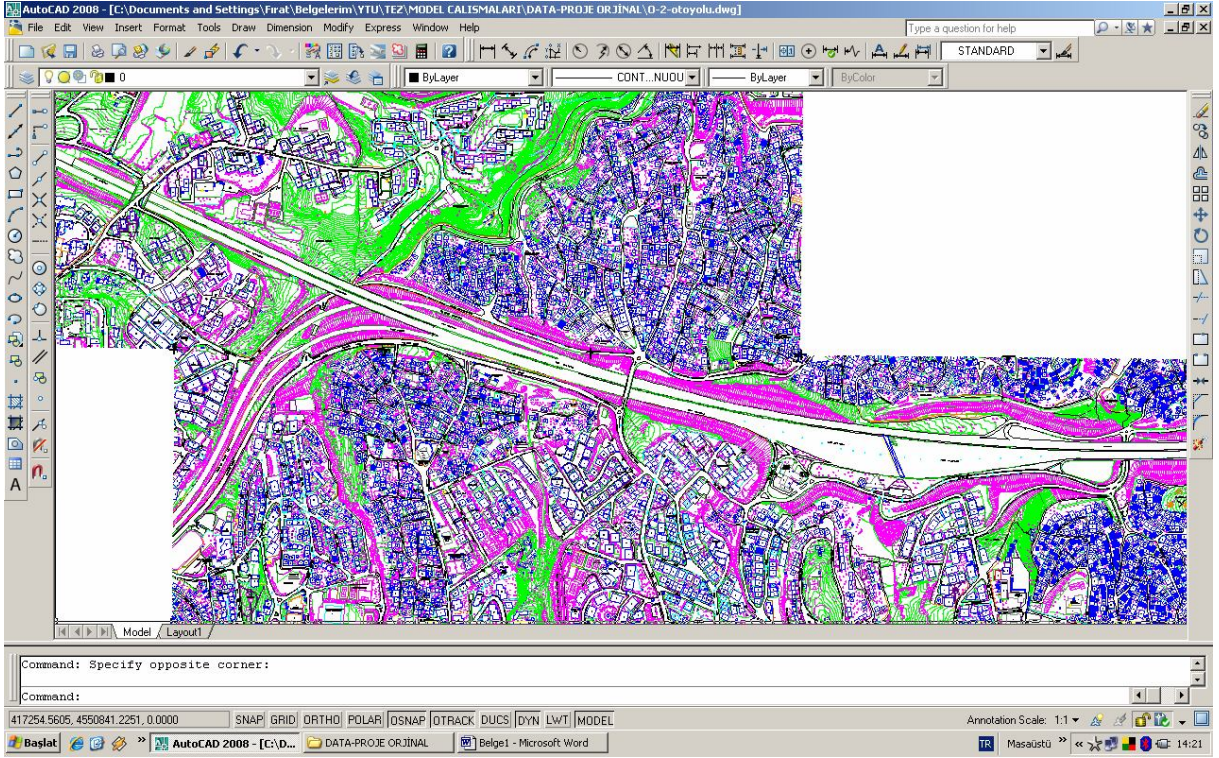 AutoCAD 2008 - [C:\Documents and Settings\Fırat\Belgelerim\YTU\TEZ\MODEL CALISMALARI\DATA-PROJE ORJİNAL\O-2-otoyolu.dwg]
File Edit View Insert Format Tools Draw Dimension Modify Express Window Help
Type a question for help
STANDARD
0
ByLayer
CONT...NUOU
ByLayer
ByColor
A
Model
Layout1
Command: Specify opposite corner:
Command:
417254.5605, 4550841.2251, 0.0000
SNAP GRID ORTHO POLAR OSNAP OTRACK DUCS DYN LWT MODEL
Annotation Scale: 1:1
Başlat
AutoCAD 2008 - [C:\D...
DATA-PROJE ORJİNAL
Belge1 - Microsoft Word
TR
Masaüstü
14:21